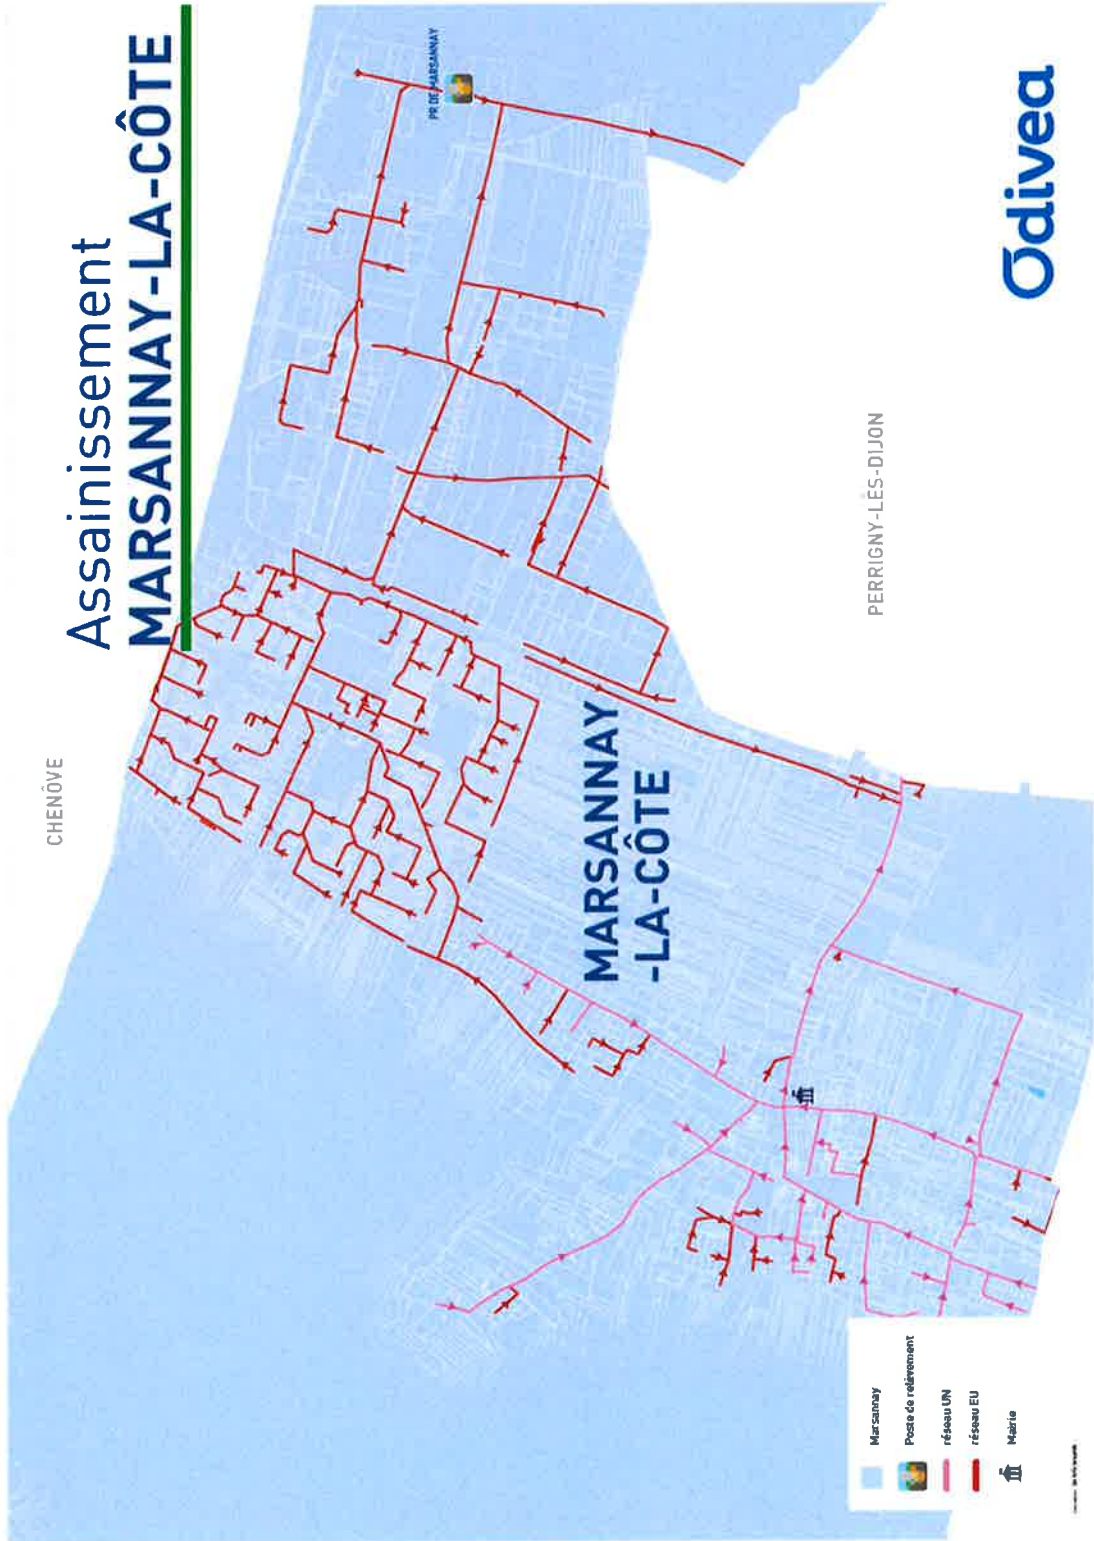 Assainissement
MARSANNAY-LA-CÔTE
CHENÔVE
PR DE MARSANNAY
MARSANNAY
-LA-CÔTE
PERRIGNY-LÈS-DIJON
Odivea
Marsannay
Poste de relèvement
réseau UN
réseau EU
Mairie